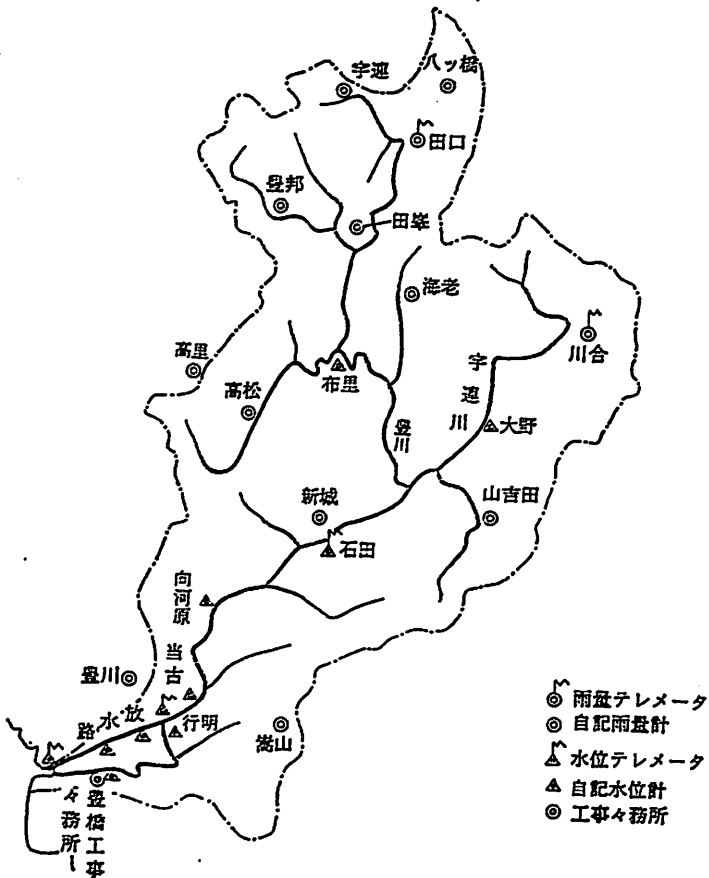 宇連
八ッ橋
田口
豊邦
田峯
海老
川合
高里
布里
高松
宇連川
大野
豊川
山吉田
新城
石田
向河原
当古
豊川
放水路
行明
嵩山
豊橋工事々務所
雨量テレメータ
自記雨量計
水位テレメータ
自記水位計
工事々務所